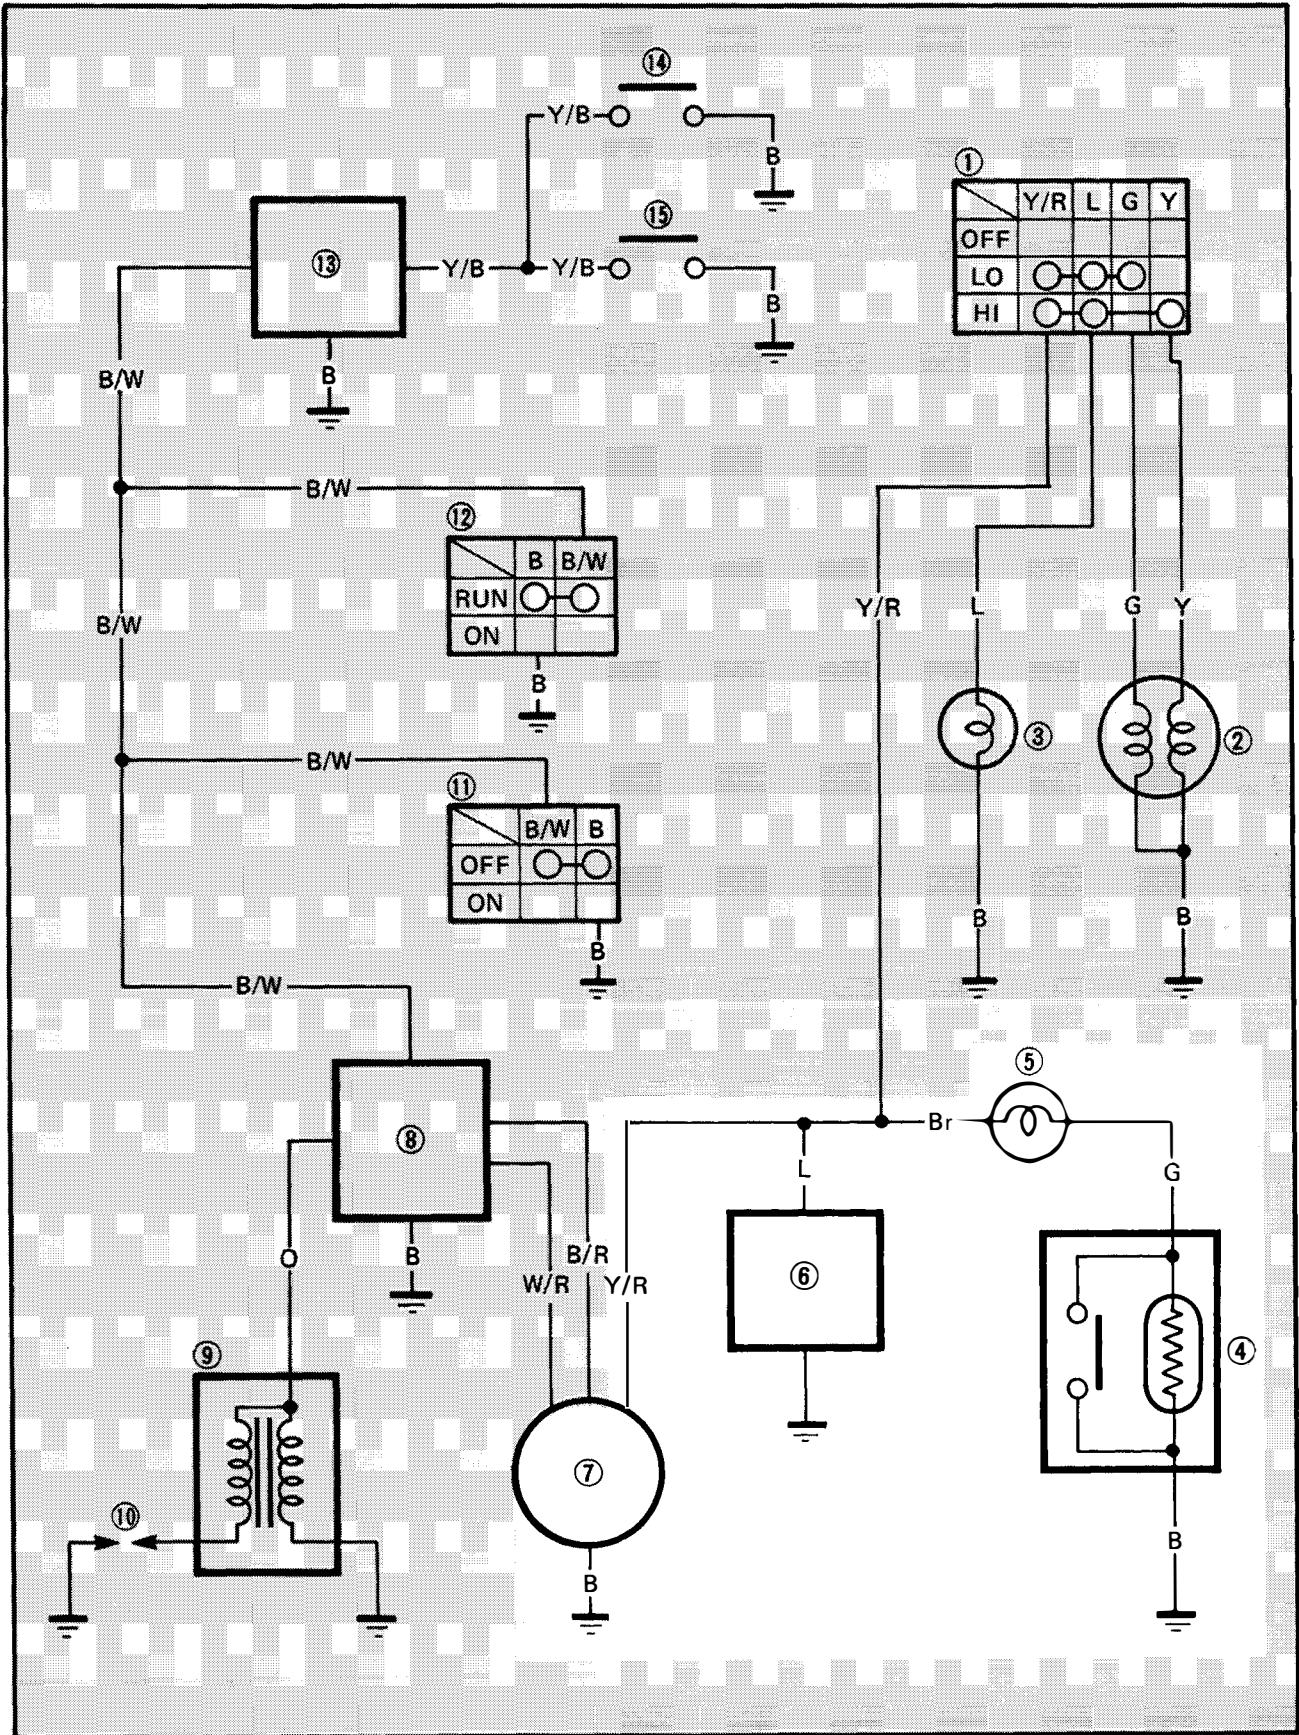 ⑭
Y/B
B
①
Y/R L G Y
OFF
LO
HI
⑮
⑬
Y/B
Y/B
B
B/W
B
B/W
⑫
B B/W
RUN
ON
B/W
Y/R
L
G
Y
B
③
②
B/W
⑪
B/W B
OFF
ON
B
B
B
B/W
⑤
⑧
Br
L
G
O
B
B/R
W/R
Y/R
⑥
⑨
④
⑦
⑩
B
B